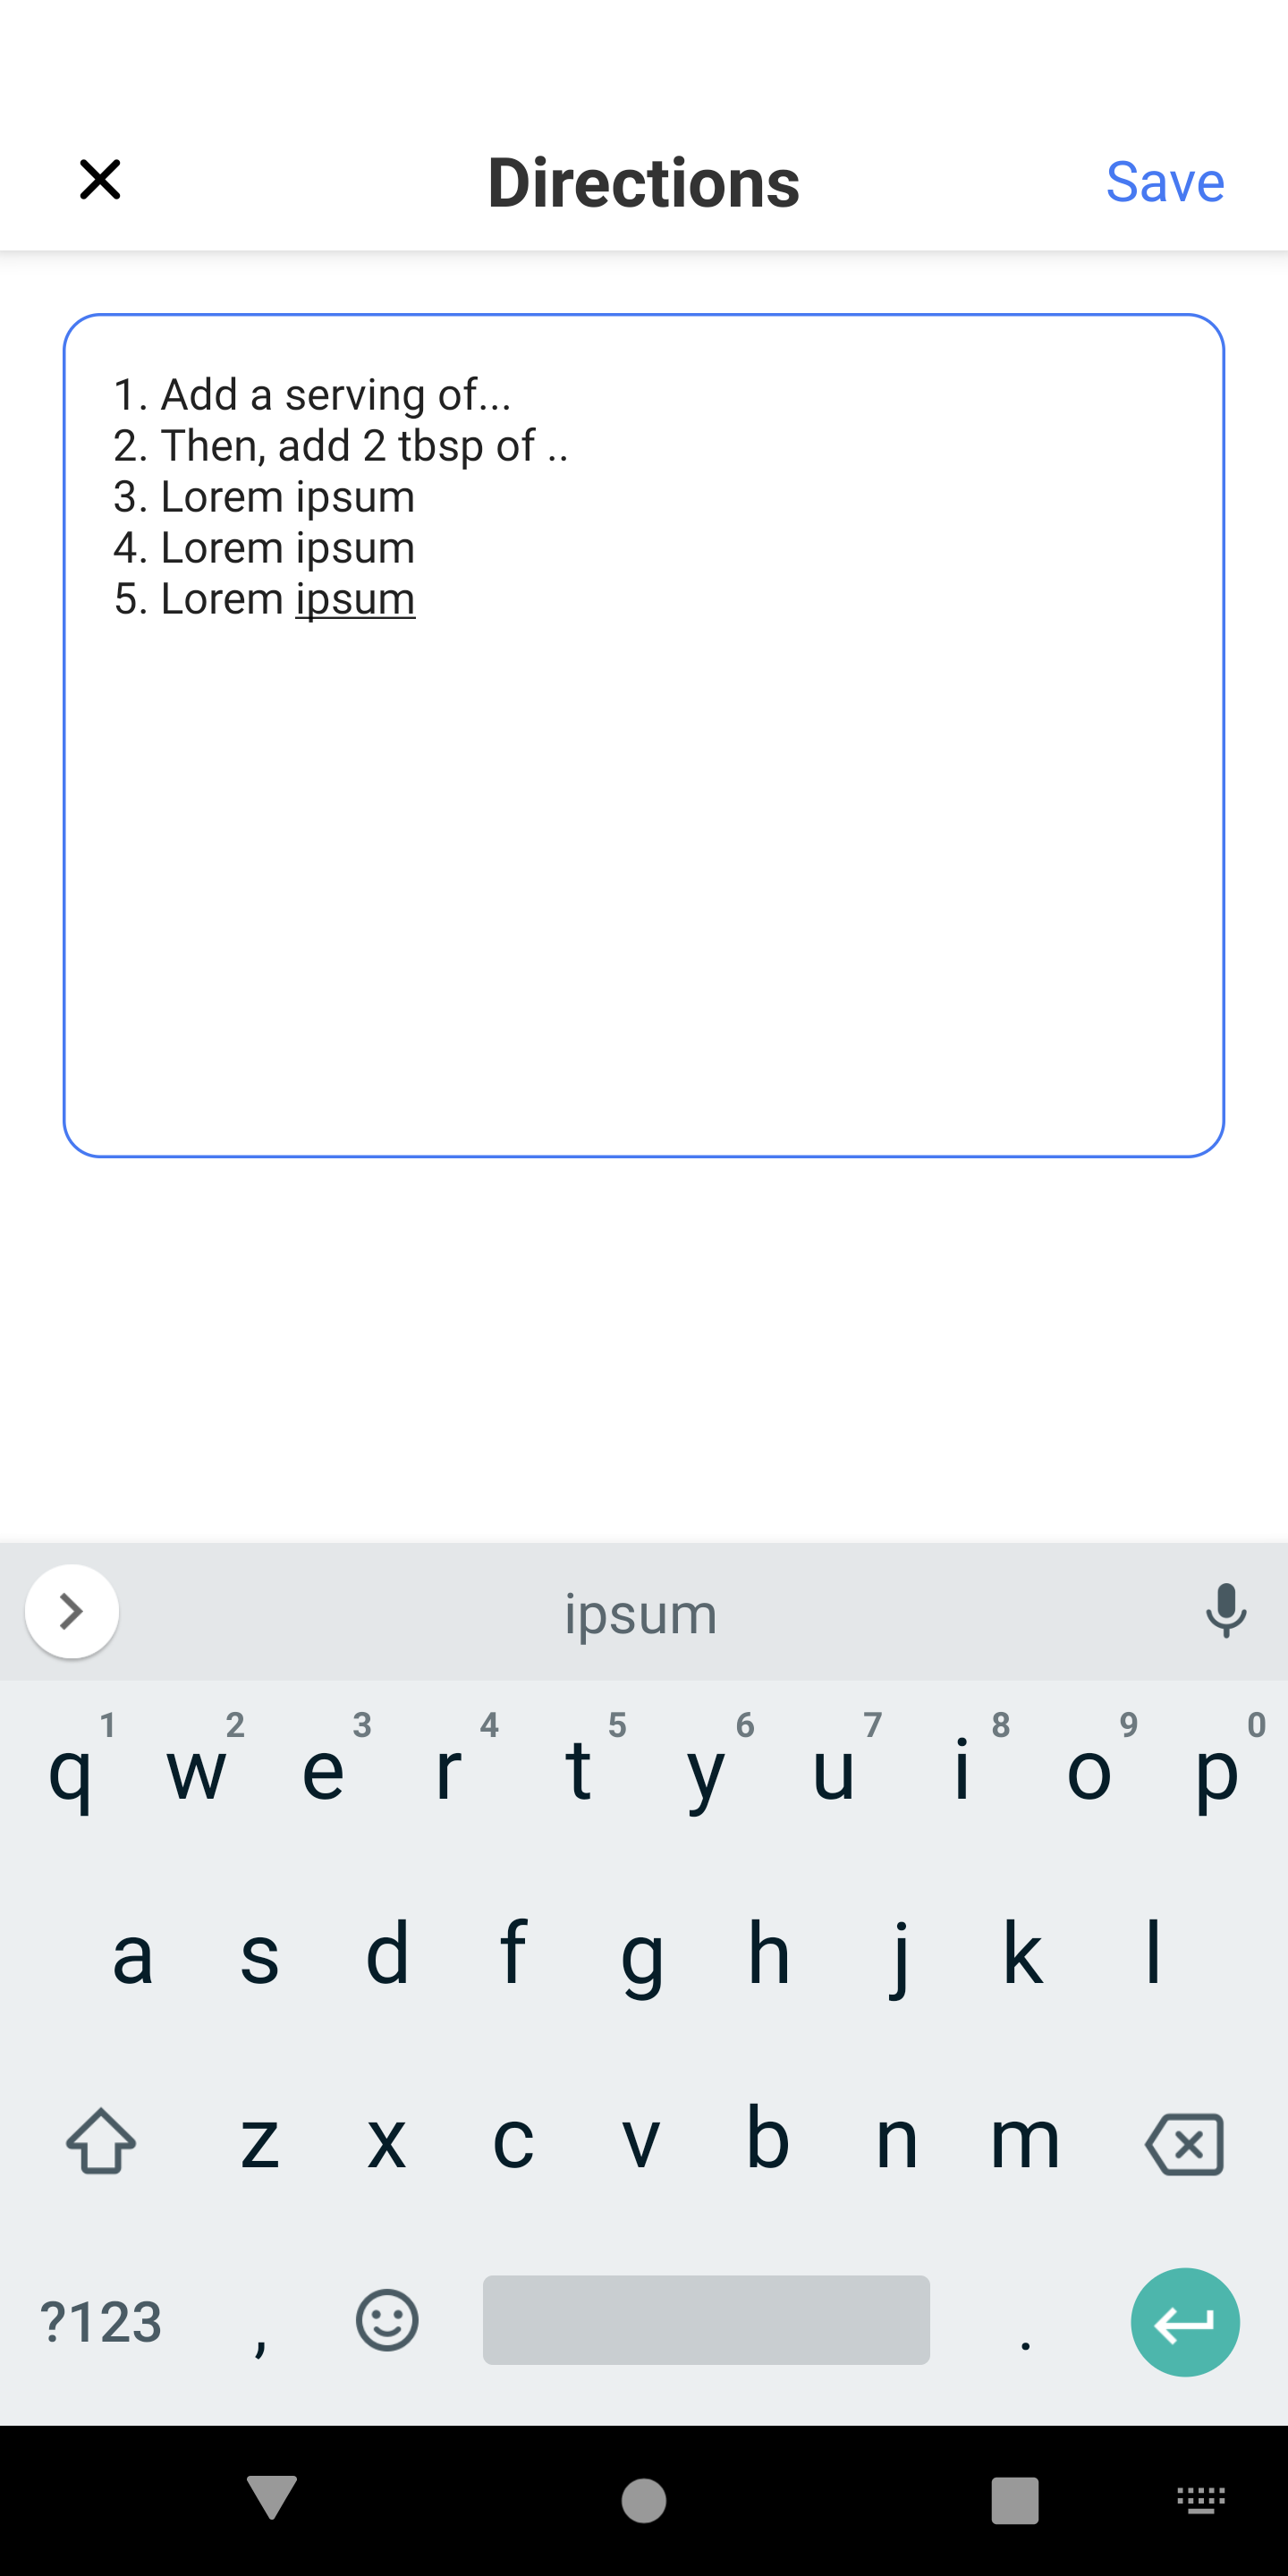 Directions
Save
1. Add a serving of...
2. Then, add 2 tbsp of ..
3. Lorem ipsum
4. Lorem ipsum
5. Lorem ipsum
ipsum
1 2 3 4 5 6 7 8 9 0
q w e r t y u i o p
a s d f g h j k l
z x c v b n m
?123 , .